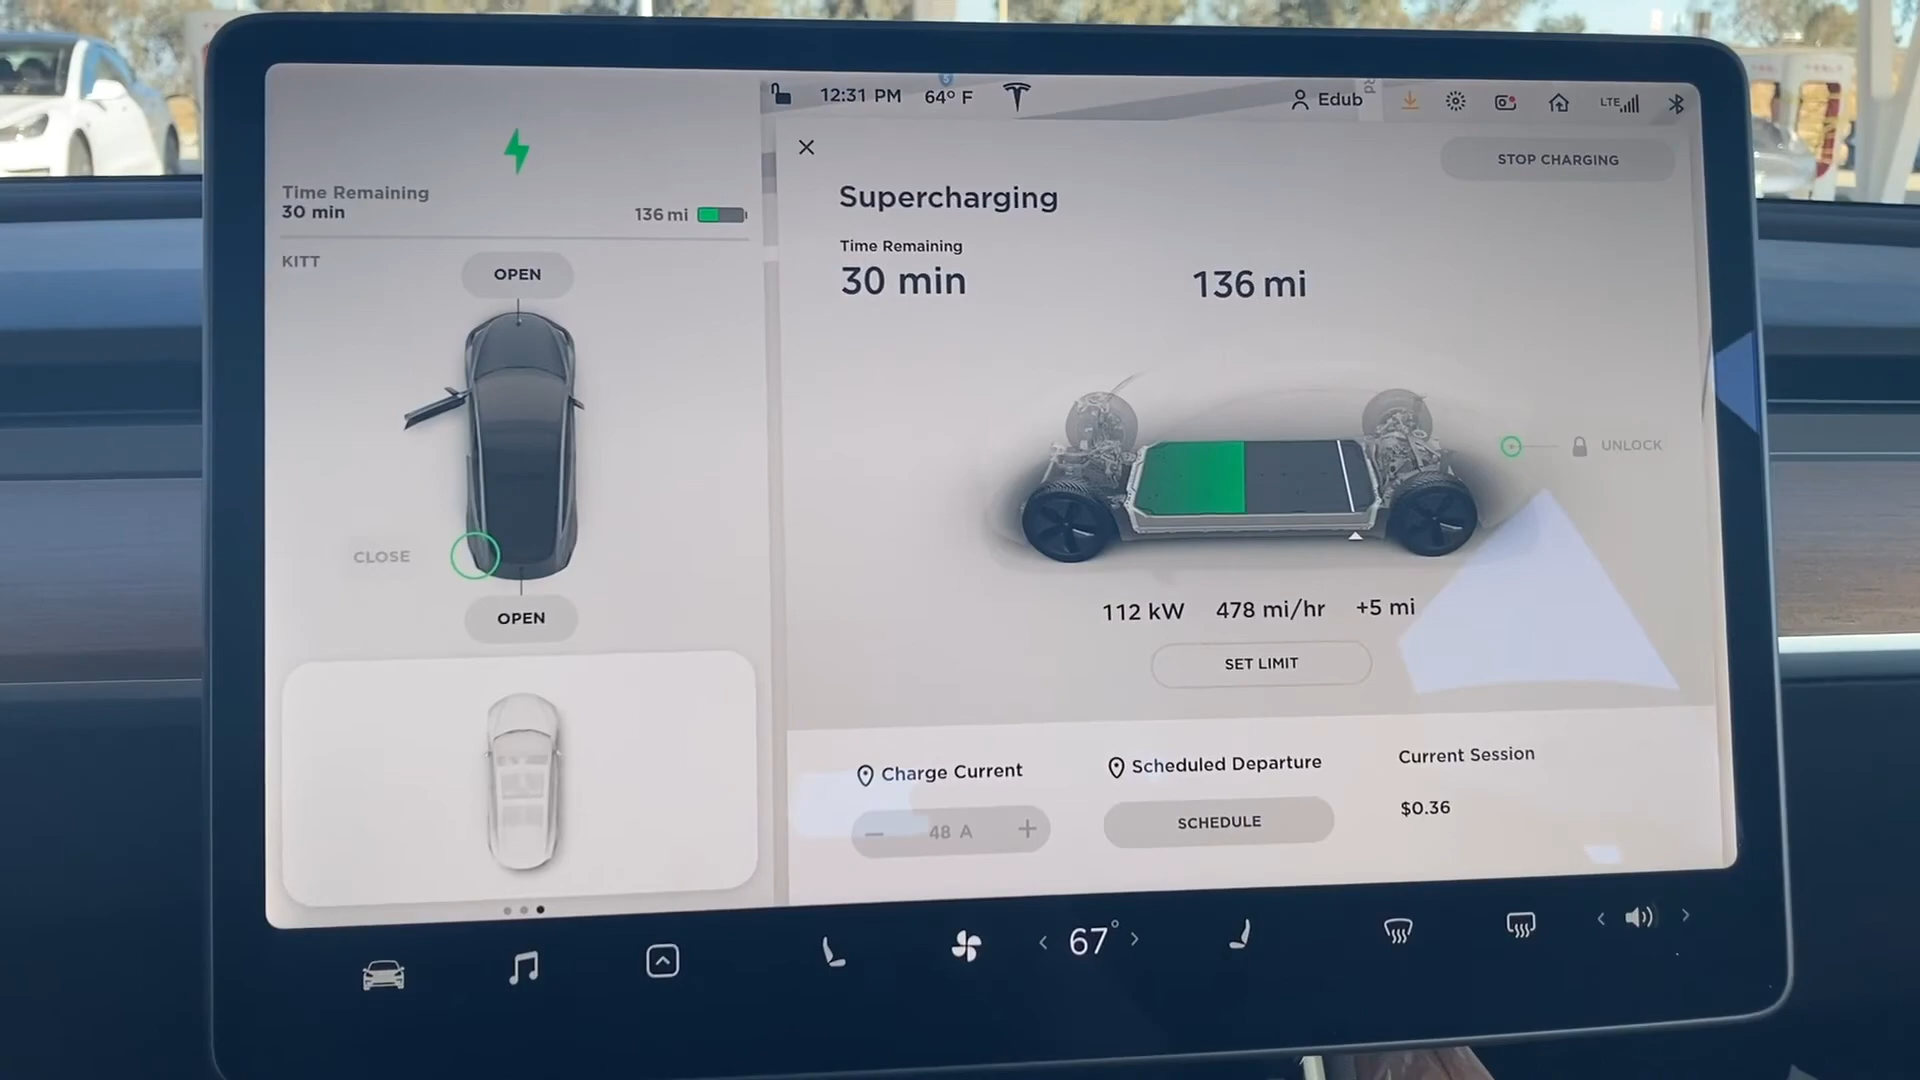 12:31 PM
64° F
5
Edub
LTE
Time Remaining
30 min
136 mi
KITT
OPEN
CLOSE
OPEN
STOP CHARGING
Supercharging
Time Remaining
30 min
136 mi
UNLOCK
112 kW 478 mi/hr +5 mi
SET LIMIT
Charge Current
− 48 A +
Scheduled Departure
SCHEDULE
Current Session
$0.36
67°